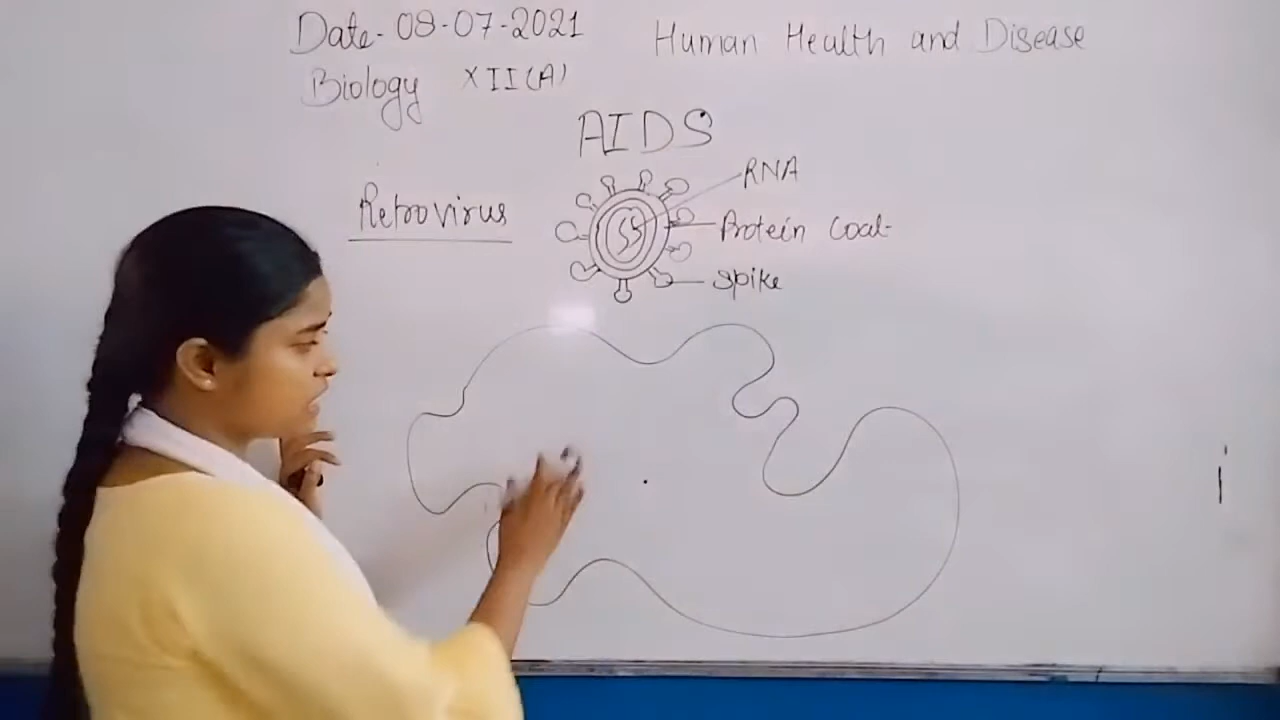 Date- 08-07-2021 Human Health and Disease
Biology XII(A)
AIDS
RNA
Retrovirus
Protein coat
spike